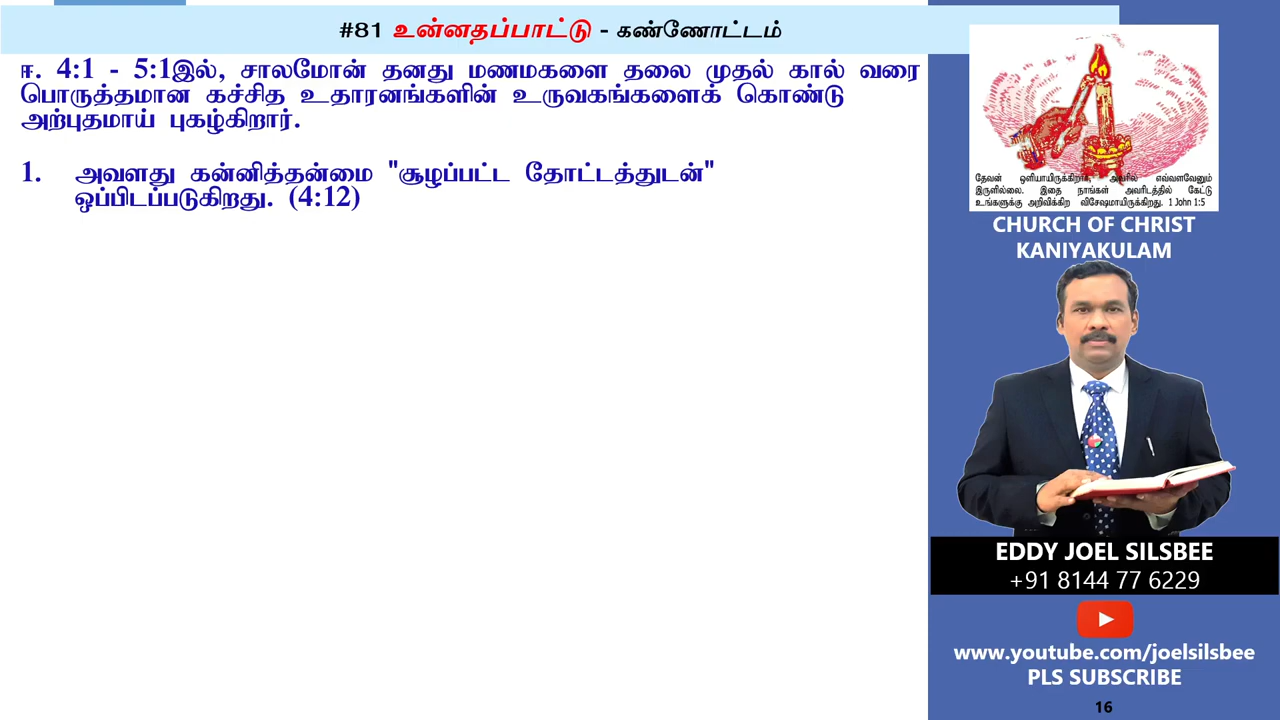 #81 உன்னதப்பாட்டு - கண்ணோட்டம்
ஈ. 4:1 - 5:1இல், சாலமோன் தனது மணமகளை தலை முதல் கால் வரை
பொருத்தமான கச்சித உதாரனங்களின் உருவகங்களைக் கொண்டு
அற்புதமாய் புகழ்கிறார்.
1. அவளது கன்னித்தன்மை "சூழப்பட்ட தோட்டத்துடன்"
ஒப்பிடப்படுகிறது. (4:12)
தேவன் ஒளியாயிருக்கிறார், அவரில் எவ்வளவேனும்
இருளில்லை. இதை நாங்கள் அவரிடத்தில் கேட்டு
உங்களுக்கு அறிவிக்கிற விசேஷமாயிருக்கிறது. 1 John 1:5
CHURCH OF CHRIST
KANIYAKULAM
EDDY JOEL SILSBEE
+91 8144 77 6229
www.youtube.com/joelsilsbee
PLS SUBSCRIBE
16